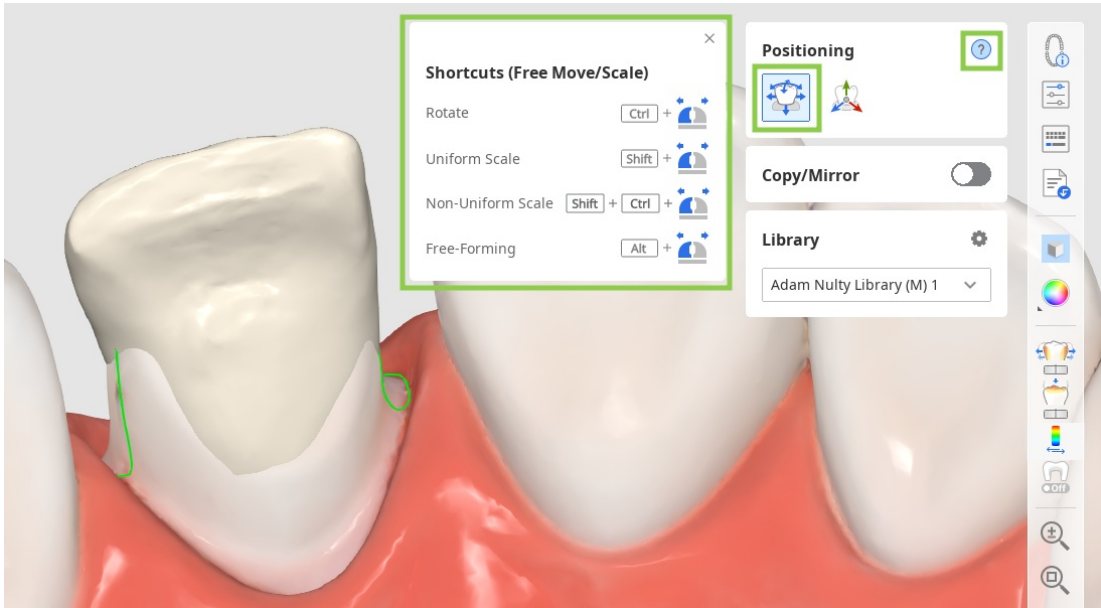 Shortcuts (Free Move/Scale)
Rotate Ctrl +
Uniform Scale Shift +
Non-Uniform Scale Shift + Ctrl +
Free-Forming Alt +
Positioning ?
Copy/Mirror
Library
Adam Nulty Library (M) 1
Off